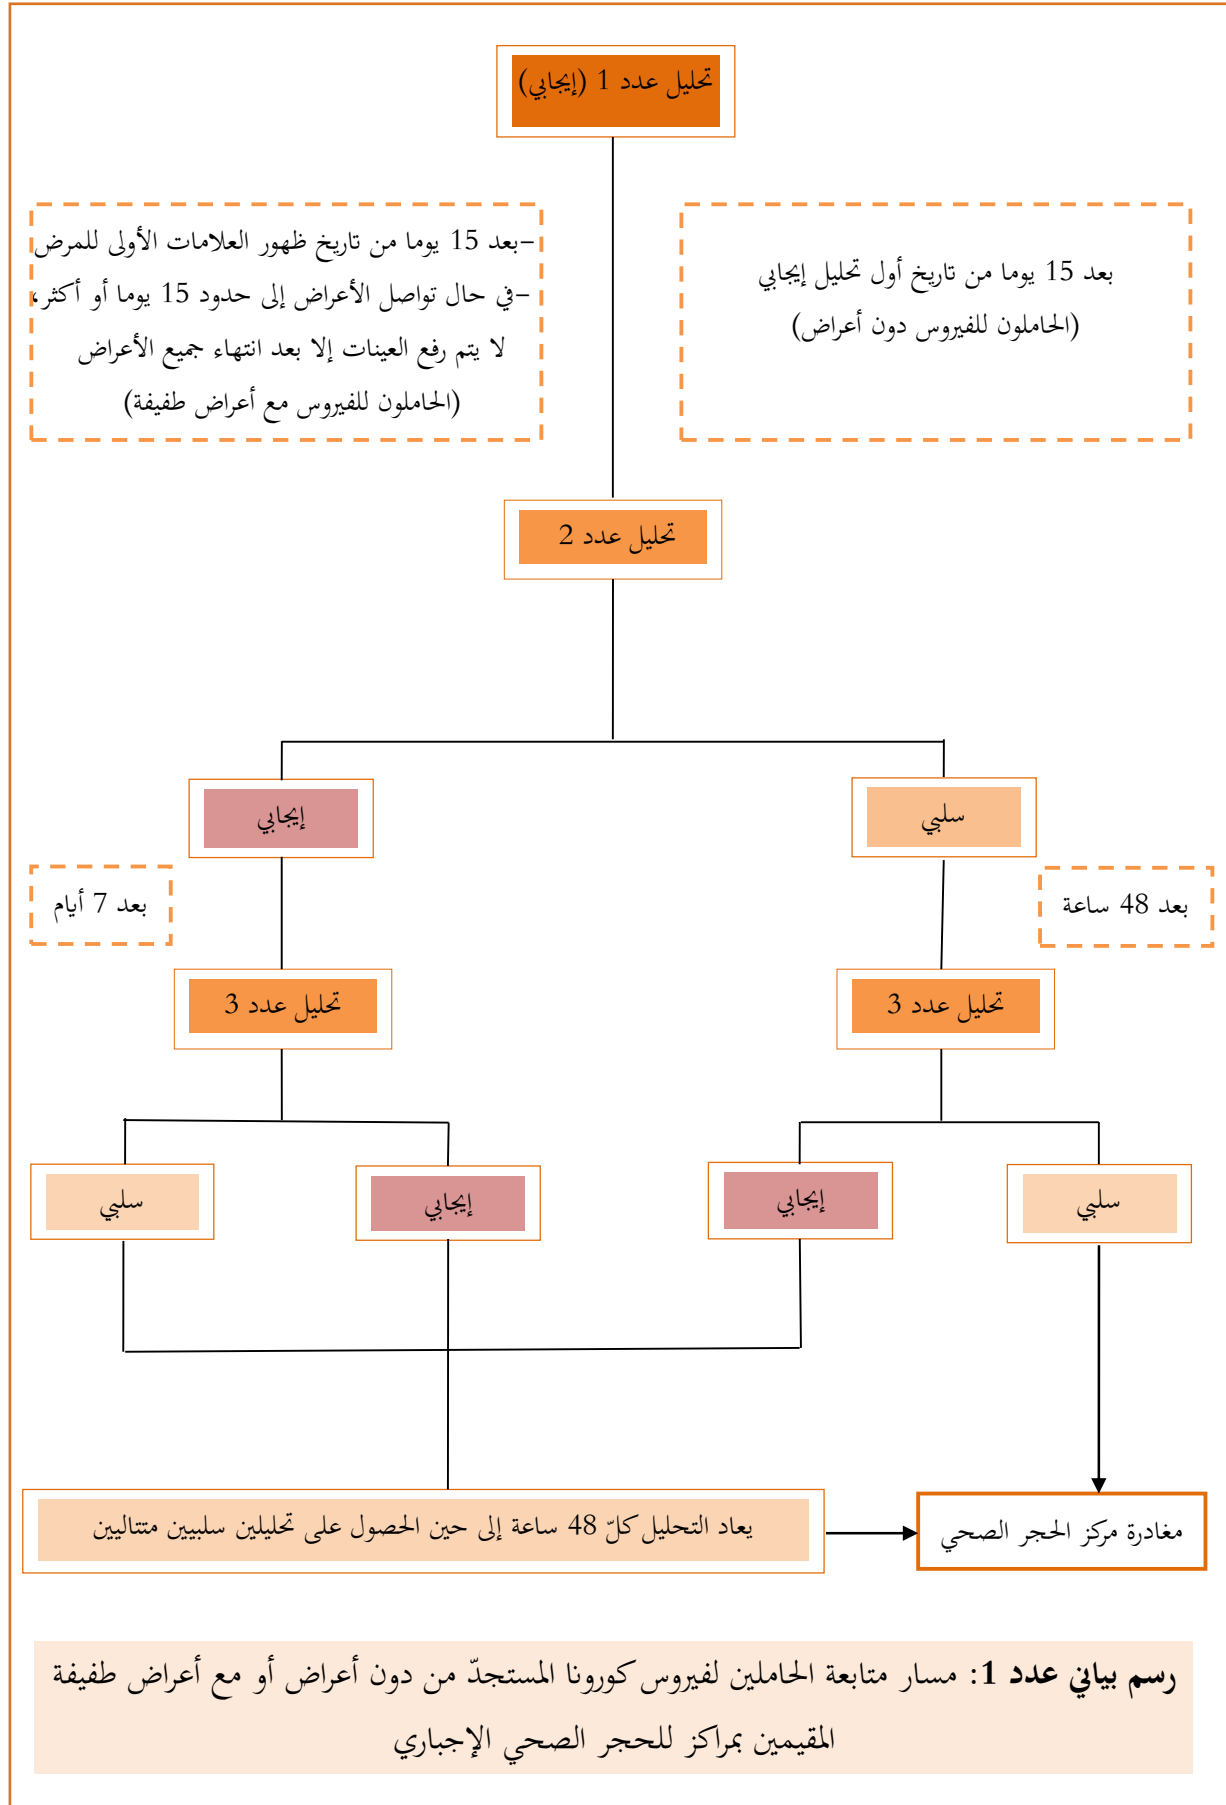 تحليل عدد 1 (إيجابي)
بعد 15 يوما من تاريخ أول تحليل إيجابي
(الحاملون للفيروس دون أعراض)
-بعد 15 يوما من تاريخ ظهور العلامات الأولى للمرض
-في حال تواصل الأعراض إلى حدود 15 يوما أو أكثر،
لا يتم رفع العينات إلا بعد انتهاء جميع الأعراض
(الحاملون للفيروس مع أعراض طفيفة)
تحليل عدد 2
سلبي
إيجابي
بعد 48 ساعة
بعد 7 أيام
تحليل عدد 3
تحليل عدد 3
سلبي
إيجابي
إيجابي
سلبي
مغادرة مركز الحجر الصحي
يعاد التحليل كلّ 48 ساعة إلى حين الحصول على تحليلين سلبيين متتاليين
رسم بياني عدد 1: مسار متابعة الحاملين لفيروس كورونا المستجدّ من دون أعراض أو مع أعراض طفيفة
المقيمين بمراكز للحجر الصحي الإجباري